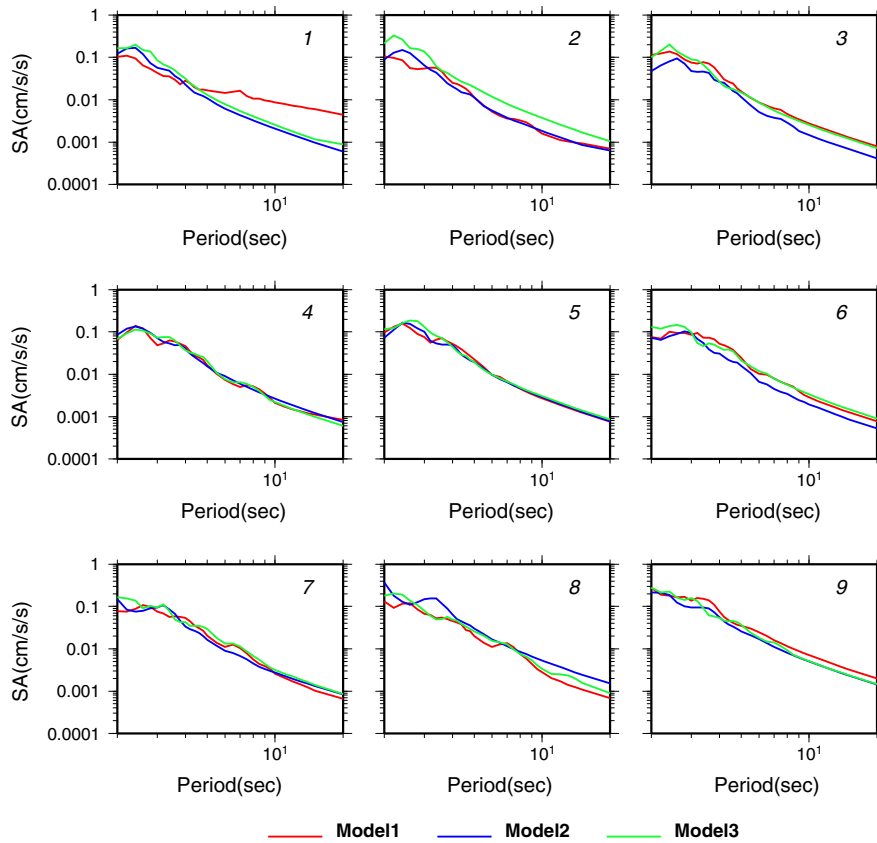 1
2
3
1
0.1
0.01
0.001
0.0001
SA(cm/s/s)
10¹
10¹
10¹
Period(sec)
Period(sec)
Period(sec)
4
5
6
1
0.1
0.01
0.001
0.0001
SA(cm/s/s)
10¹
10¹
10¹
Period(sec)
Period(sec)
Period(sec)
7
8
9
1
0.1
0.01
0.001
0.0001
SA(cm/s/s)
10¹
10¹
10¹
Period(sec)
Period(sec)
Period(sec)
Model1 Model2 Model3